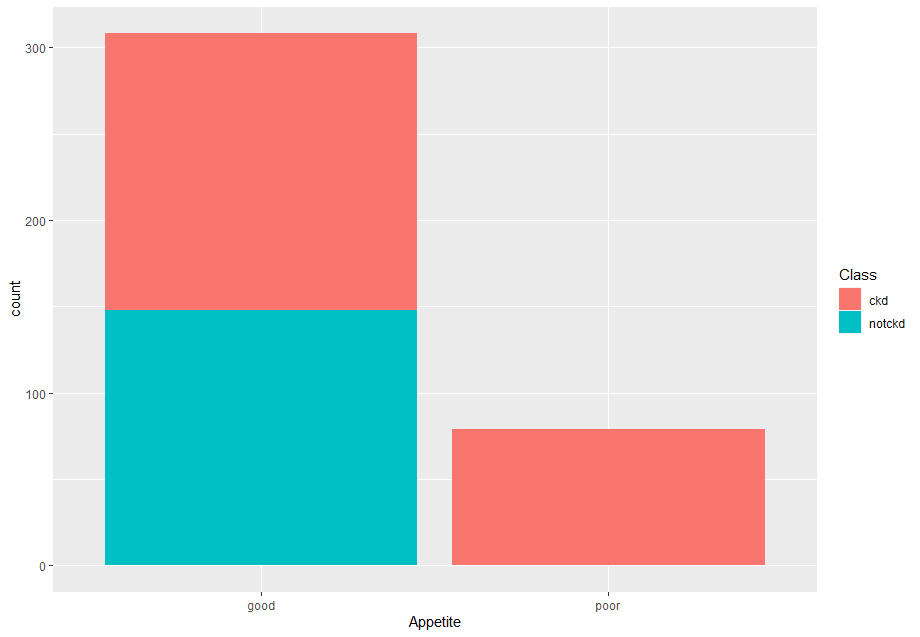 300
200
100
0
count
good poor
Appetite
Class
ckd
notckd